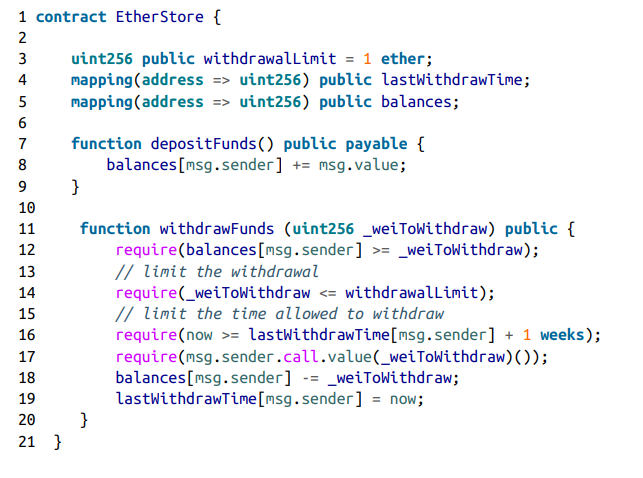 1 contract EtherStore {
2
3 uint256 public withdrawalLimit = 1 ether;
4 mapping(address => uint256) public lastWithdrawTime;
5 mapping(address => uint256) public balances;
6
7 function depositFunds() public payable {
8 balances[msg.sender] += msg.value;
9 }
10
11 function withdrawFunds (uint256 _weiToWithdraw) public {
12 require(balances[msg.sender] >= _weiToWithdraw);
13 // limit the withdrawal
14 require(_weiToWithdraw <= withdrawalLimit);
15 // limit the time allowed to withdraw
16 require(now >= lastWithdrawTime[msg.sender] + 1 weeks);
17 require(msg.sender.call.value(_weiToWithdraw)());
18 balances[msg.sender] -= _weiToWithdraw;
19 lastWithdrawTime[msg.sender] = now;
20 }
21 }